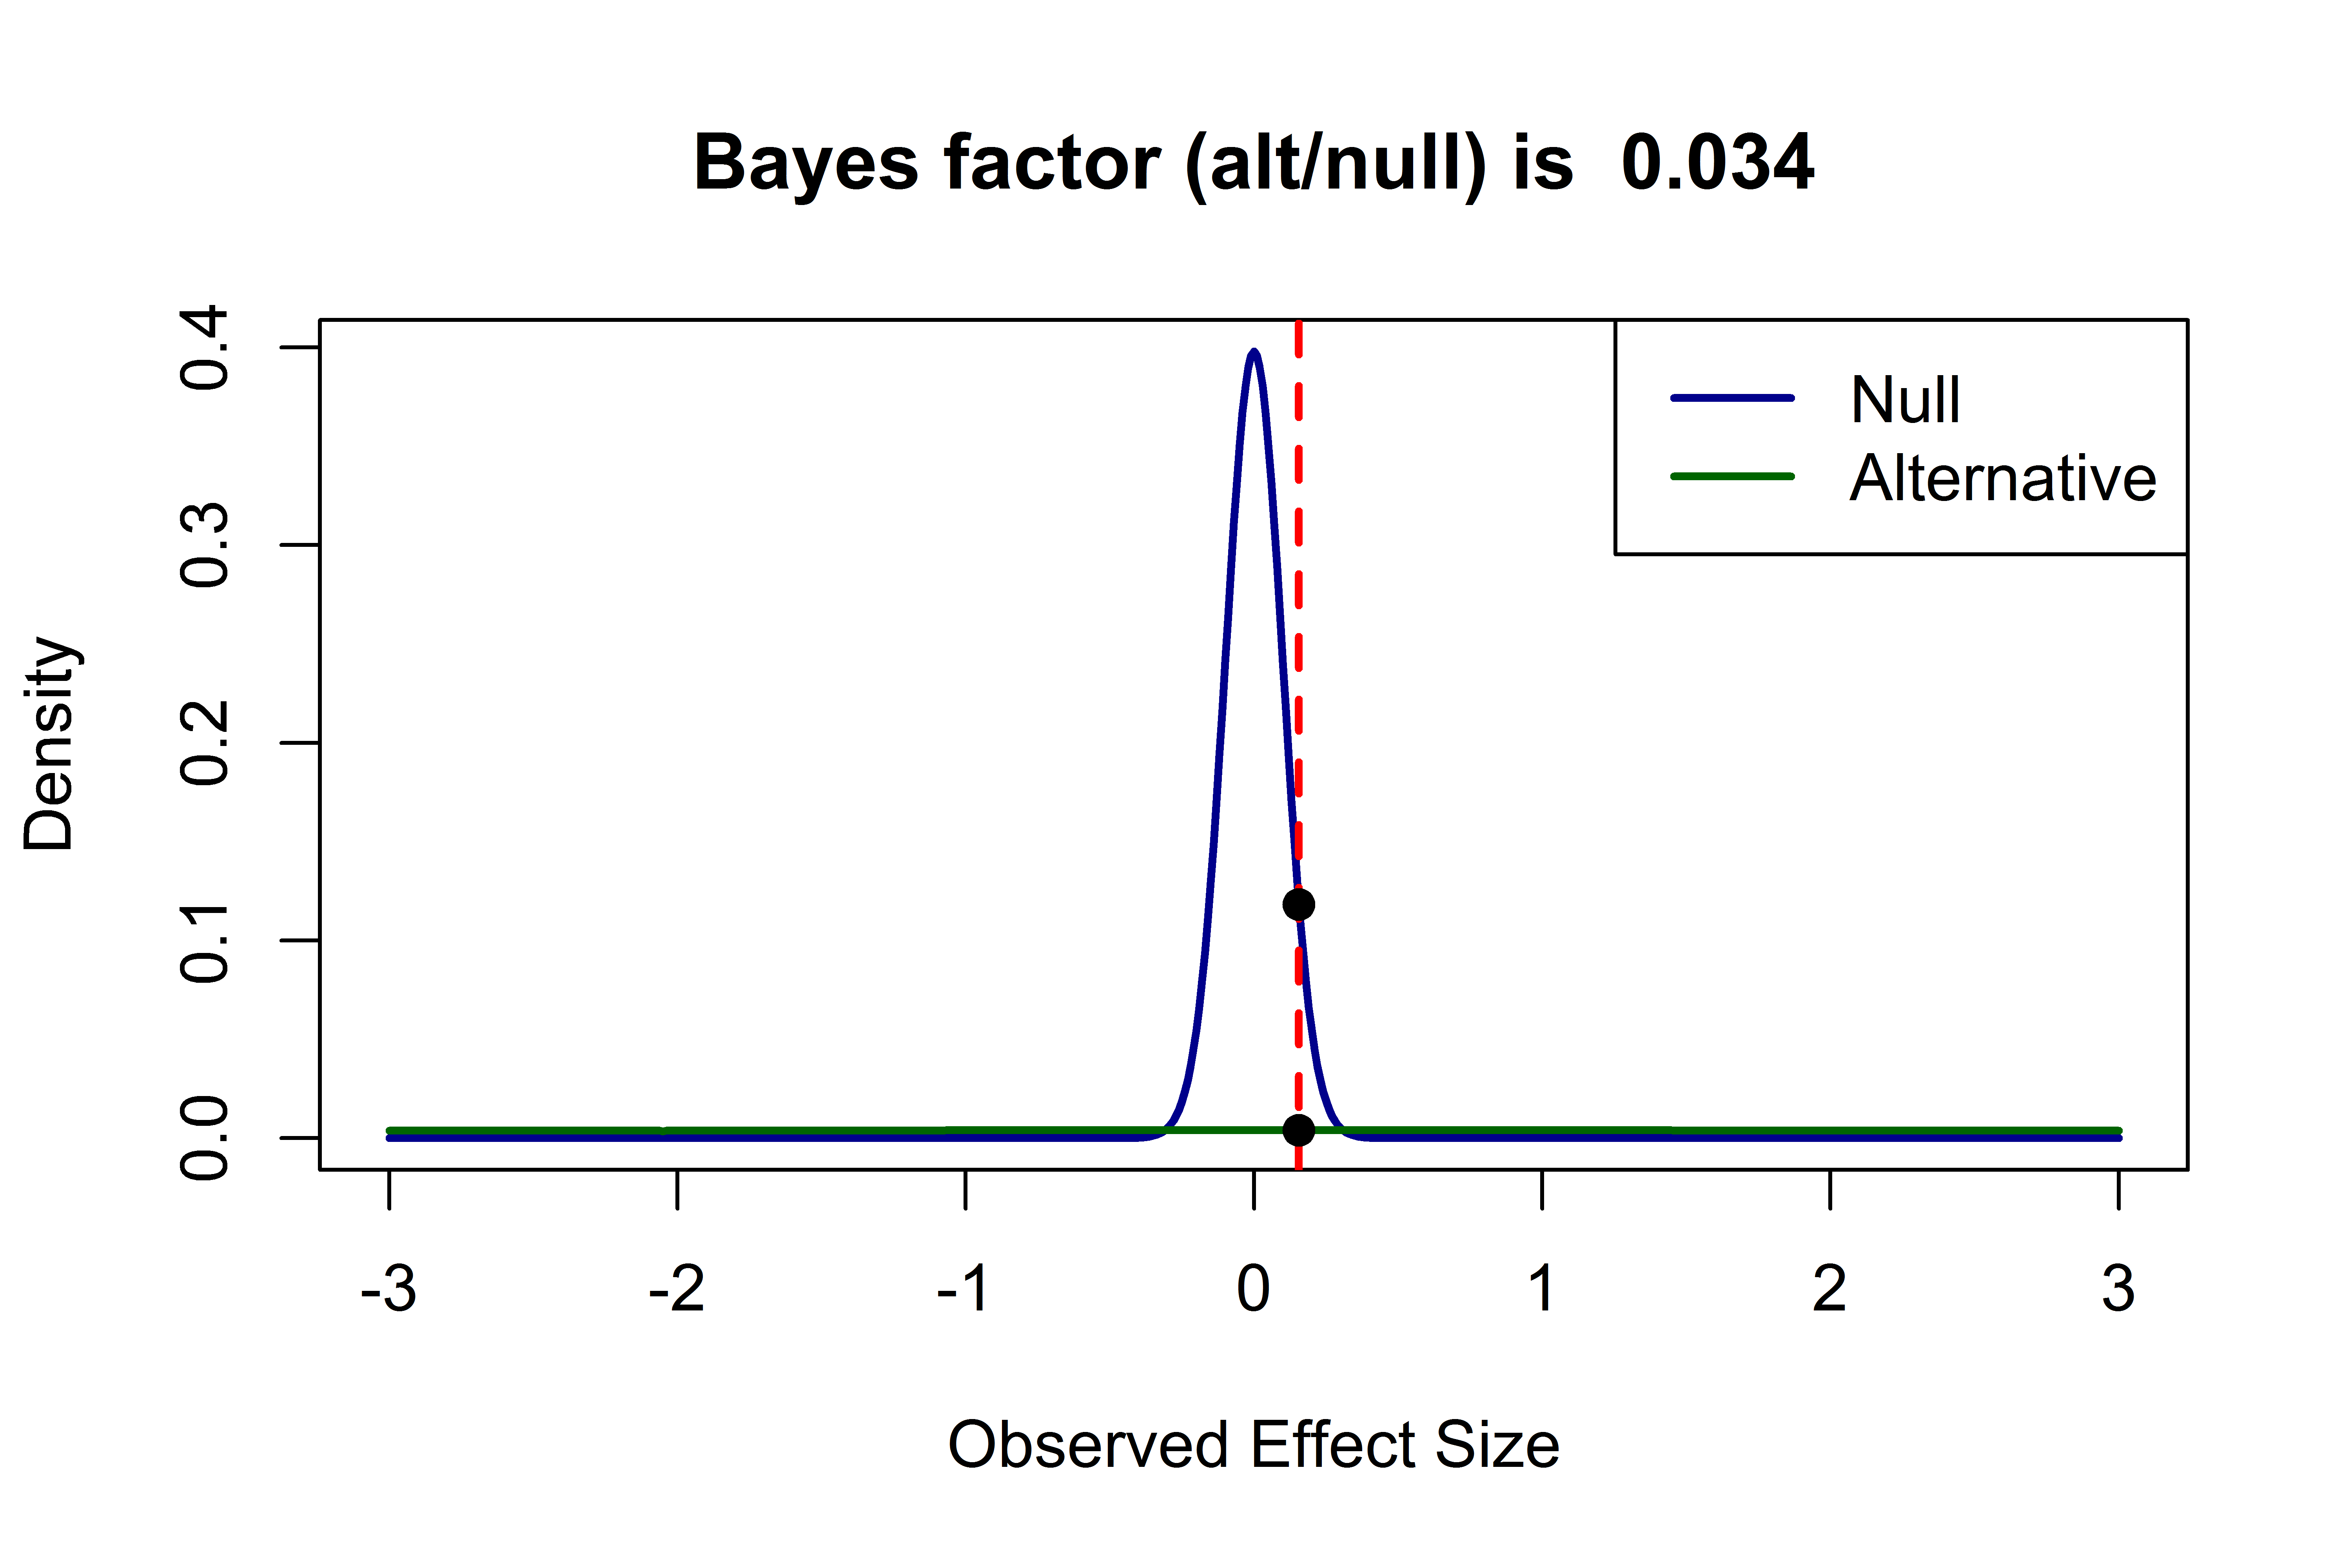 Bayes factor (alt/null) is  0.034
Null
Alternative
Density
0.4
0.3
0.2
0.1
0.0
-3 -2 -1 0 1 2 3
Observed Effect Size